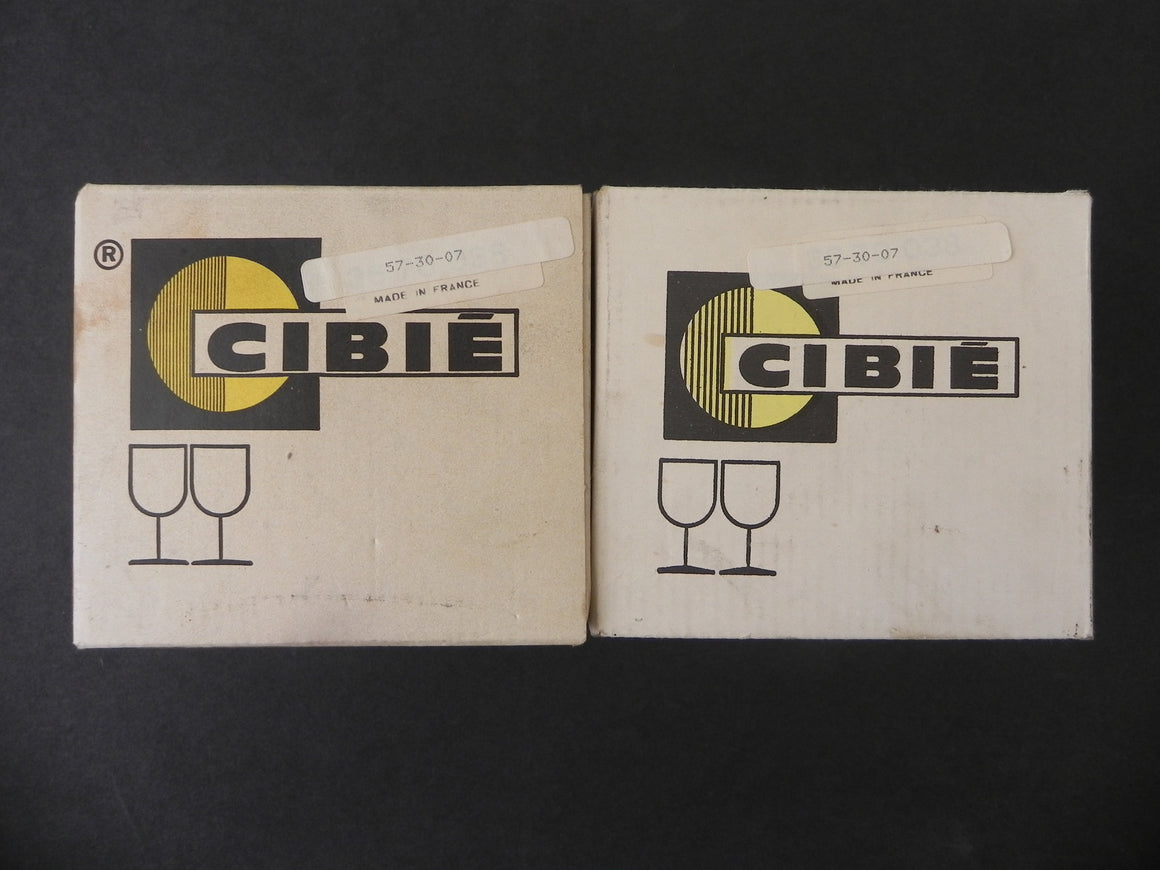 ®
57-30-07
MADE IN FRANCE
CIBIÉ
57-30-07
MADE IN FRANCE
CIBIÉ